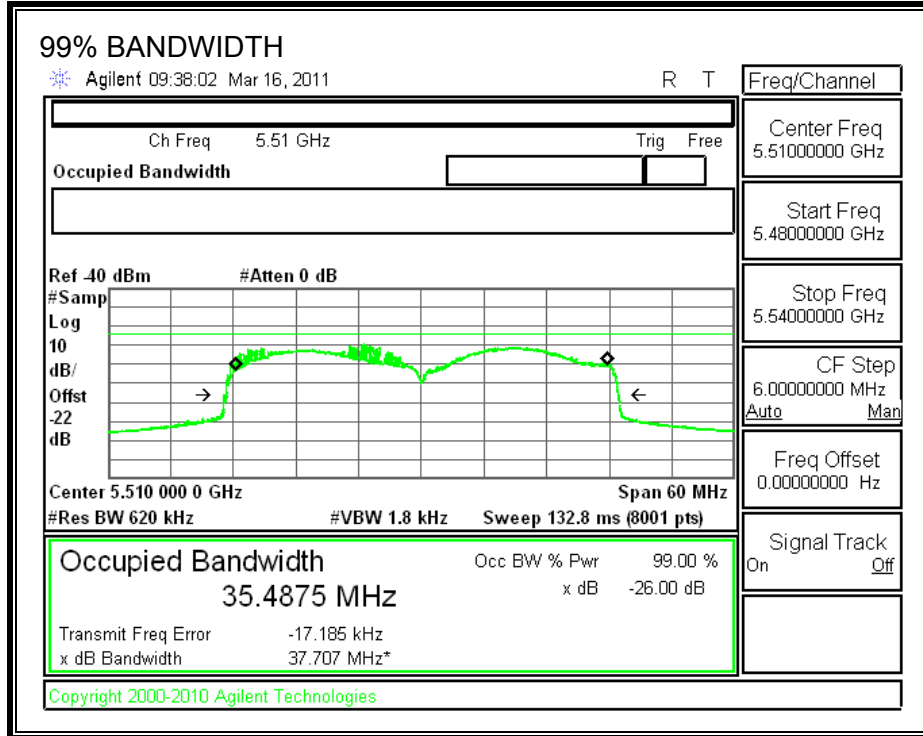 99% BANDWIDTH
Agilent 09:38:02 Mar 16, 2011 R T
Ch Freq 5.51 GHz Trig Free
Occupied Bandwidth
Ref -40 dBm #Atten 0 dB
#Samp
Log
10
dB/
Offst
-22
dB
Center 5.510 000 0 GHz Span 60 MHz
#Res BW 620 kHz #VBW 1.8 kHz Sweep 132.8 ms (8001 pts)
Occupied Bandwidth
35.4875 MHz
Occ BW % Pwr 99.00 %
x dB -26.00 dB
Transmit Freq Error -17.185 kHz
x dB Bandwidth 37.707 MHz*
Copyright 2000-2010 Agilent Technologies
Freq/Channel
Center Freq
5.51000000 GHz
Start Freq
5.48000000 GHz
Stop Freq
5.54000000 GHz
CF Step
6.00000000 MHz
Auto Man
Freq Offset
0.00000000 Hz
Signal Track
On Off